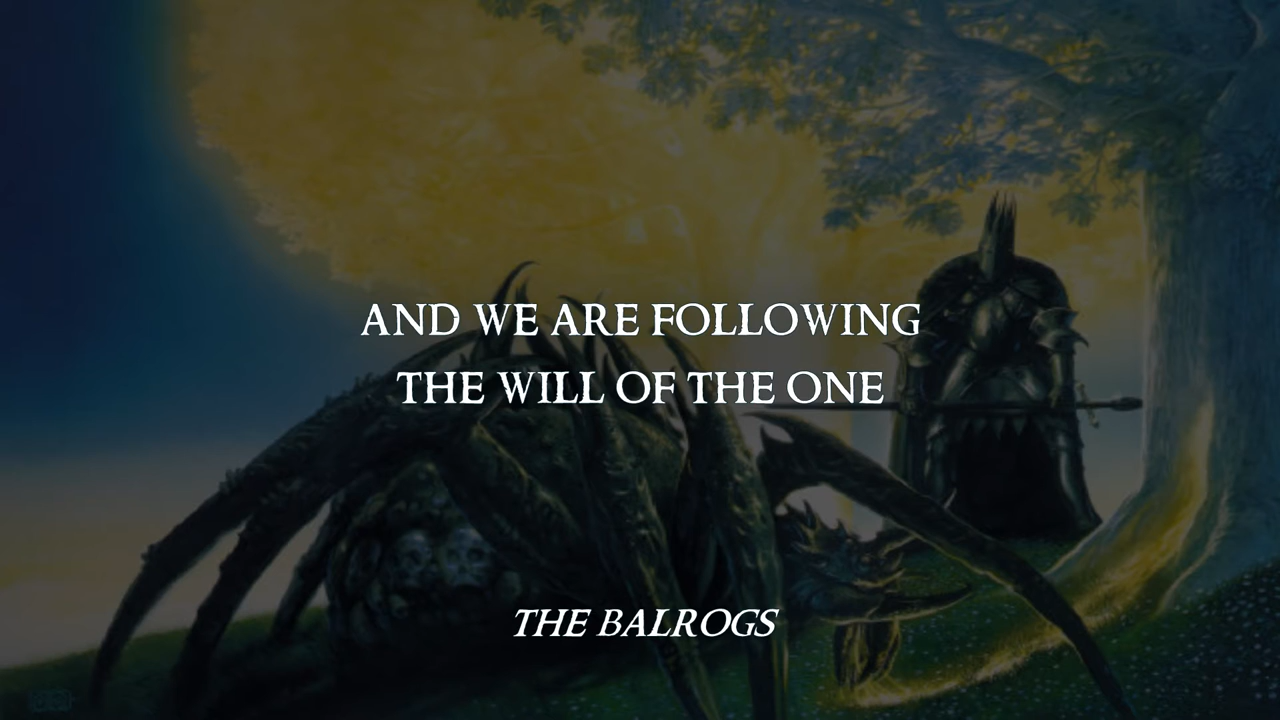 AND WE ARE FOLLOWING
THE WILL OF THE ONE
THE BALROGS